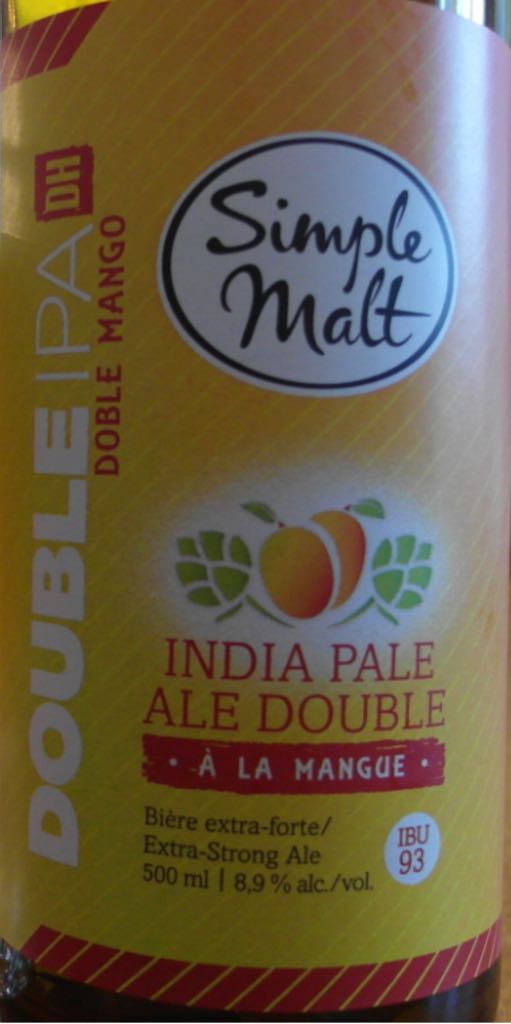 DOUBLE IPA DH
DOBLE MANGO
Simple
Malt
INDIA PALE
ALE DOUBLE
· À LA MANGUE ·
Bière extra-forte/
Extra-Strong Ale
500 ml | 8,9 % alc./vol.
IBU
93